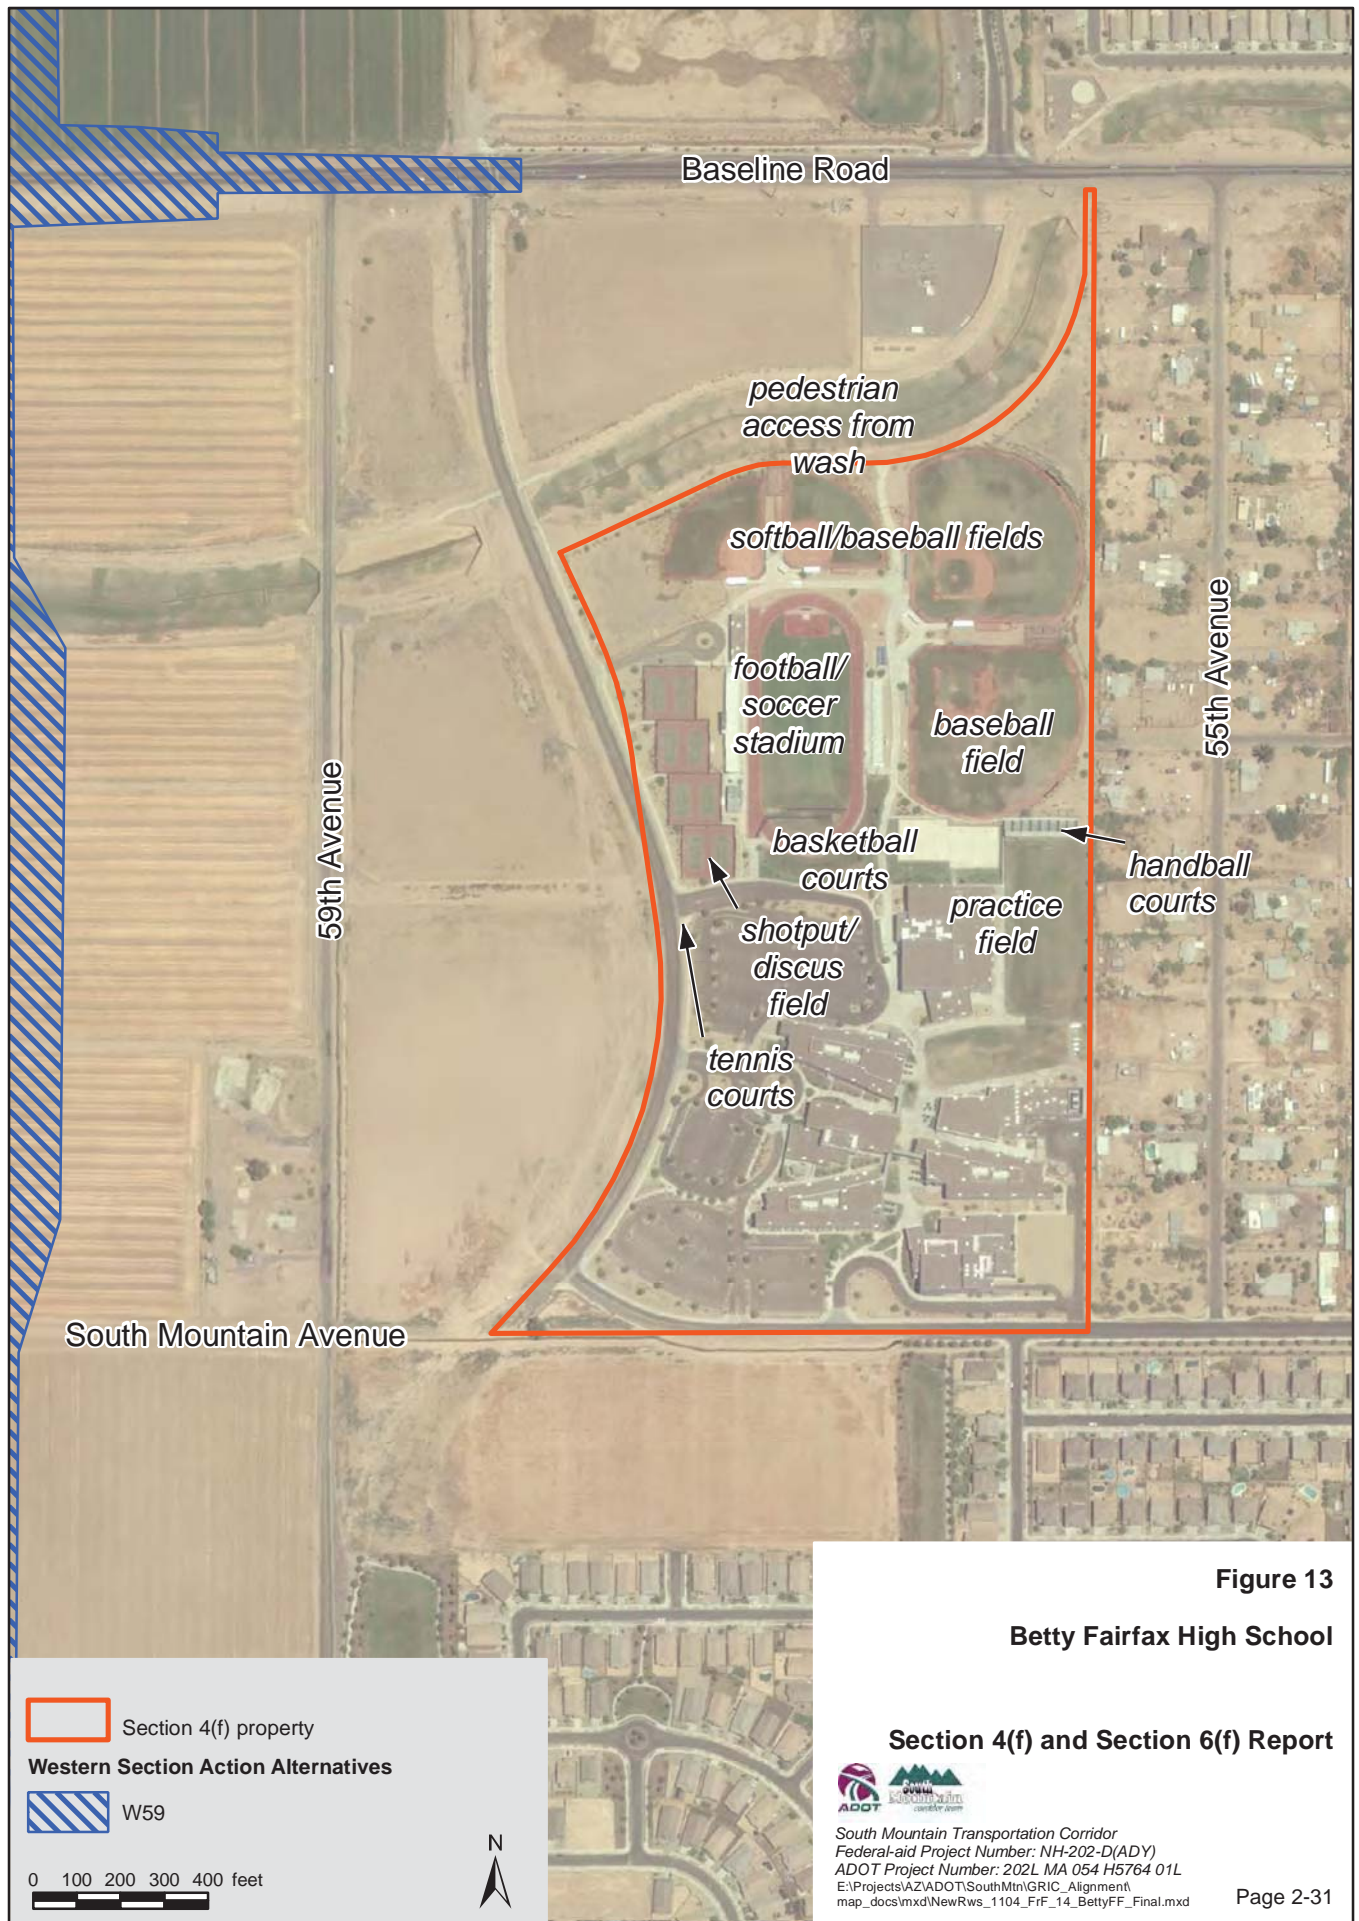 Baseline Road
pedestrian
access from
wash
softball/baseball fields
football/
soccer
stadium
baseball
field
55th Avenue
59th Avenue
basketball
courts
handball
courts
practice
field
shotput/
discus
field
tennis
courts
South Mountain Avenue
Figure 13
Betty Fairfax High School
Section 4(f) and Section 6(f) Report
ADOT
South
Mountain
corridor team
South Mountain Transportation Corridor
Federal-aid Project Number: NH-202-D(ADY)
ADOT Project Number: 202L MA 054 H5764 01L
E:\Projects\AZ\ADOT\SouthMtn\GRIC_Alignment\
map_docs\mxd\NewRws_1104_FrF_14_BettyFF_Final.mxd
Page 2-31
Section 4(f) property
Western Section Action Alternatives
W59
N
0 100 200 300 400 feet